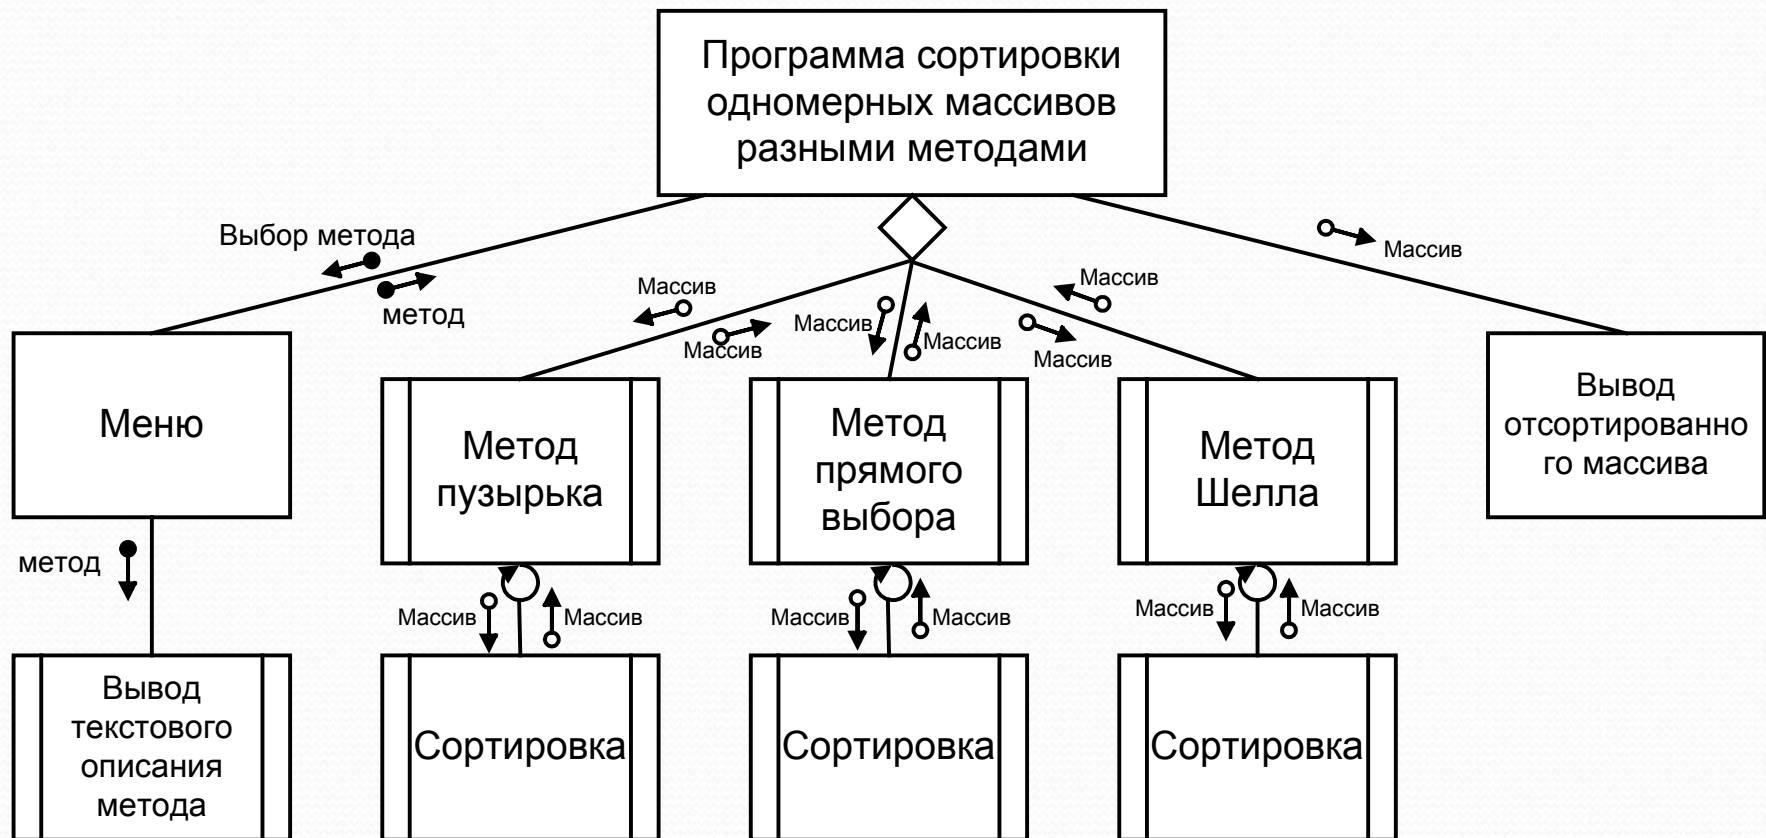 Программа сортировки
одномерных массивов
разными методами
Выбор метода
метод
Массив
Массив
Массив
Массив
Массив
Массив
Массив
Меню
Метод
пузырька
Метод
прямого
выбора
Метод
Шелла
Вывод
отсортированно
го массива
метод
Массив
Массив
Массив
Массив
Массив
Массив
Вывод
текстового
описания
метода
Сортировка
Сортировка
Сортировка